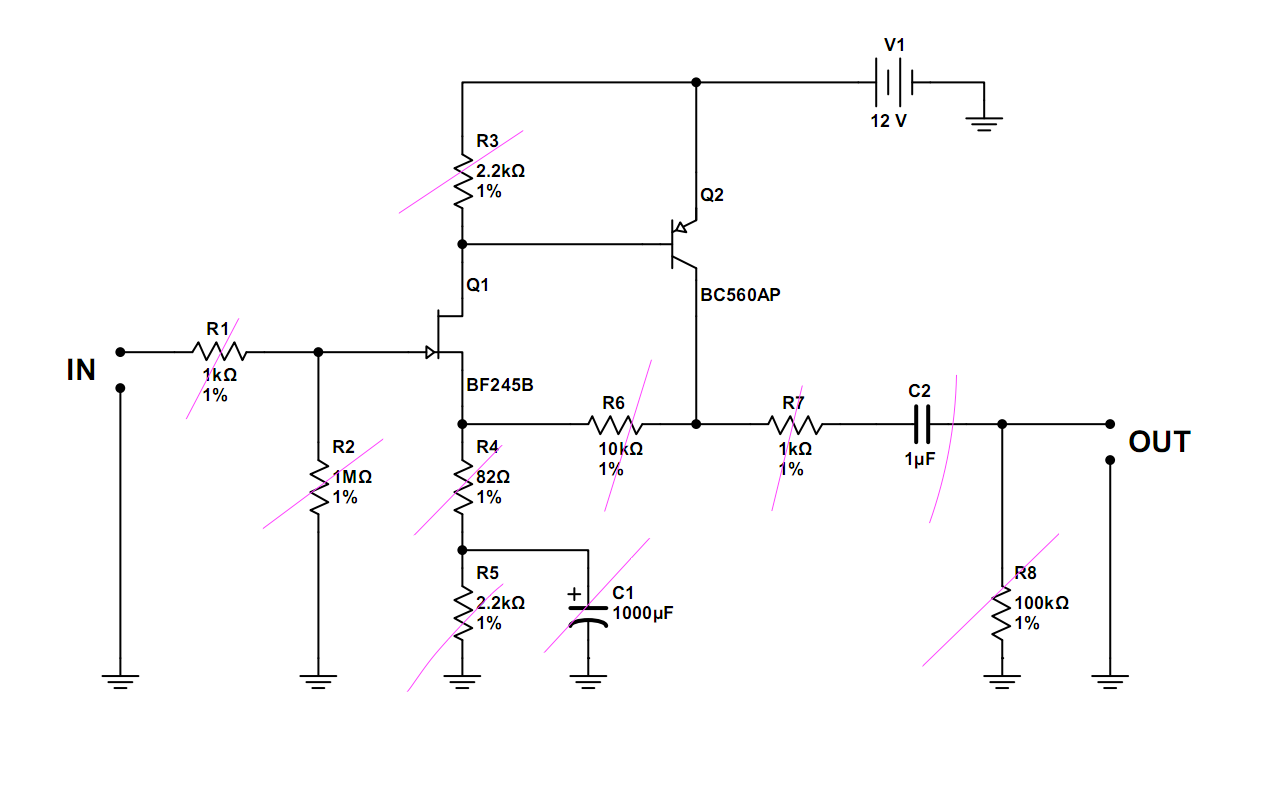 V1
12 V
R3
2.2kΩ
1%
Q2
Q1
BC560AP
R1
1kΩ
1%
IN
BF245B
R6
10kΩ
1%
R7
1kΩ
1%
C2
1µF
OUT
R2
1MΩ
1%
R4
82Ω
1%
R5
2.2kΩ
1%
+
C1
1000µF
R8
100kΩ
1%